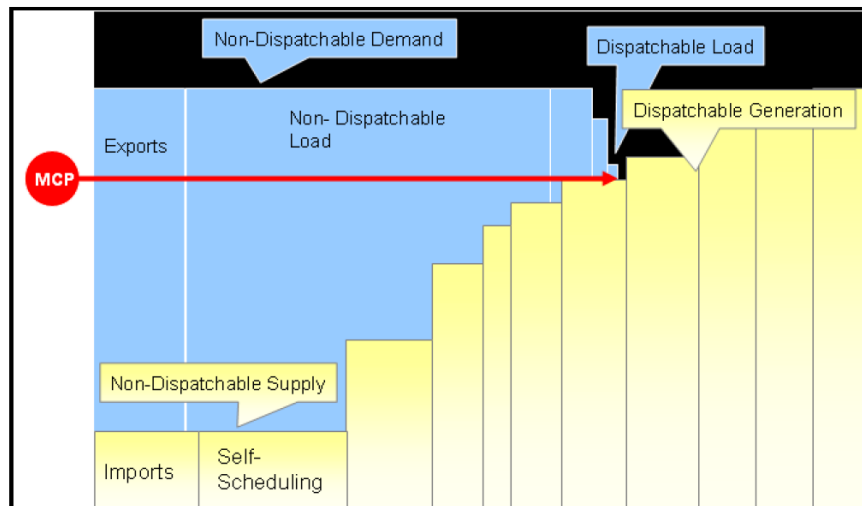 Non-Dispatchable Demand
Dispatchable Load
Non- Dispatchable
Load
Dispatchable Generation
Exports
MCP
Non-Dispatchable Supply
Imports
Self-
Scheduling